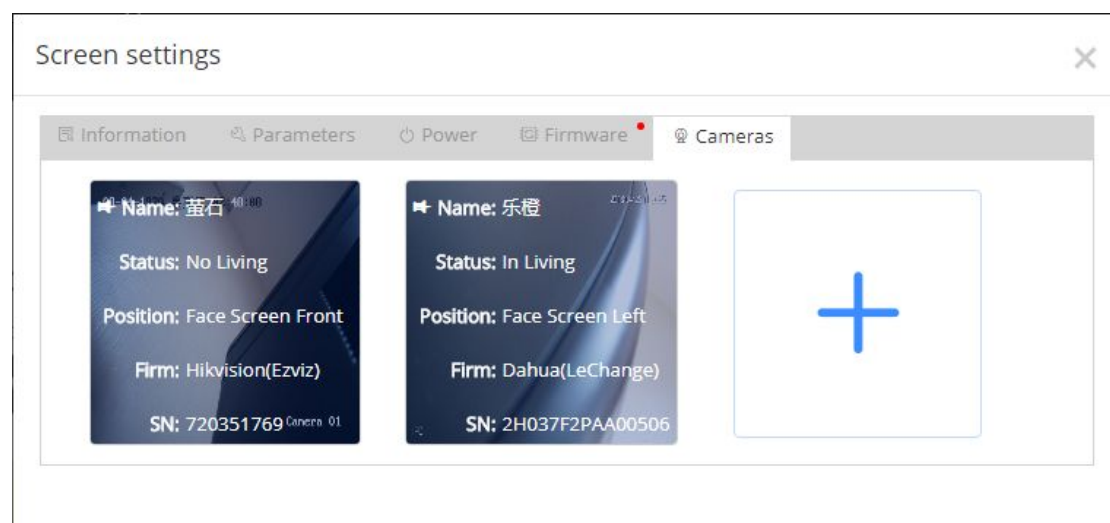 Screen settings
Information Parameters Power Firmware Cameras
Name: 萤石
Status: No Living
Position: Face Screen Front
Firm: Hikvision(Ezviz)
SN: 720351769
Camera 01
Name: 乐橙
Status: In Living
Position: Face Screen Left
Firm: Dahua(LeChange)
SN: 2H037F2PAA00506